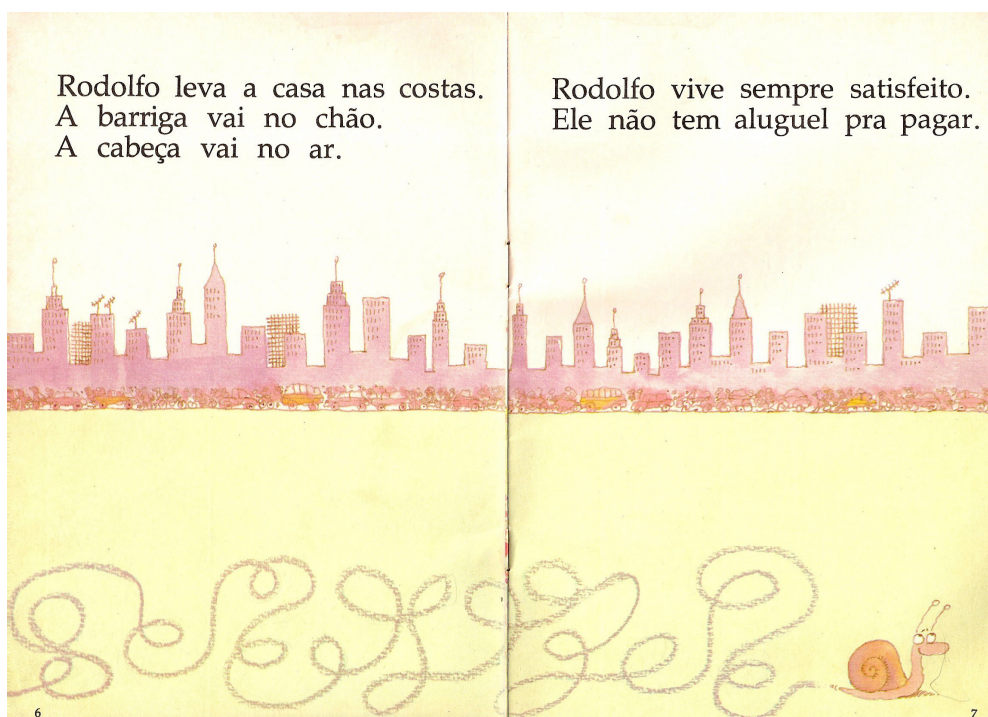 Rodolfo leva a casa nas costas.
A barriga vai no chão.
A cabeça vai no ar.
6
Rodolfo vive sempre satisfeito.
Ele não tem aluguel pra pagar.
7